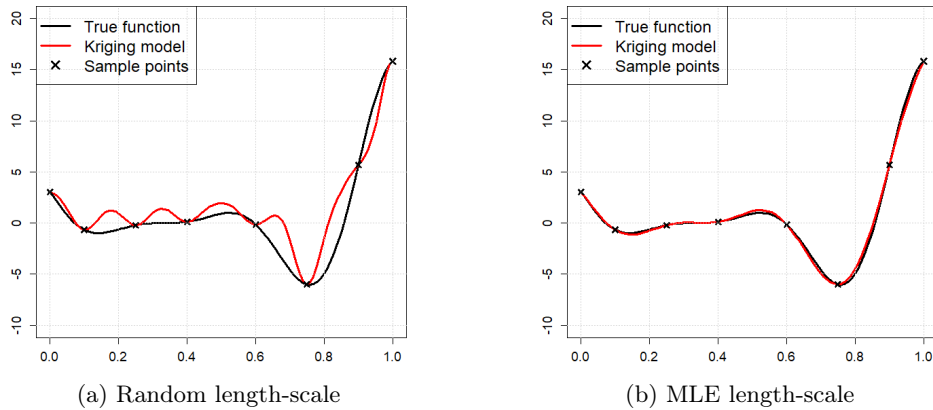 True function
Kriging model
Sample points
20
15
10
5
0
-5
-10
0.0 0.2 0.4 0.6 0.8 1.0
(a) Random length-scale
True function
Kriging model
Sample points
20
15
10
5
0
-5
-10
0.0 0.2 0.4 0.6 0.8 1.0
(b) MLE length-scale